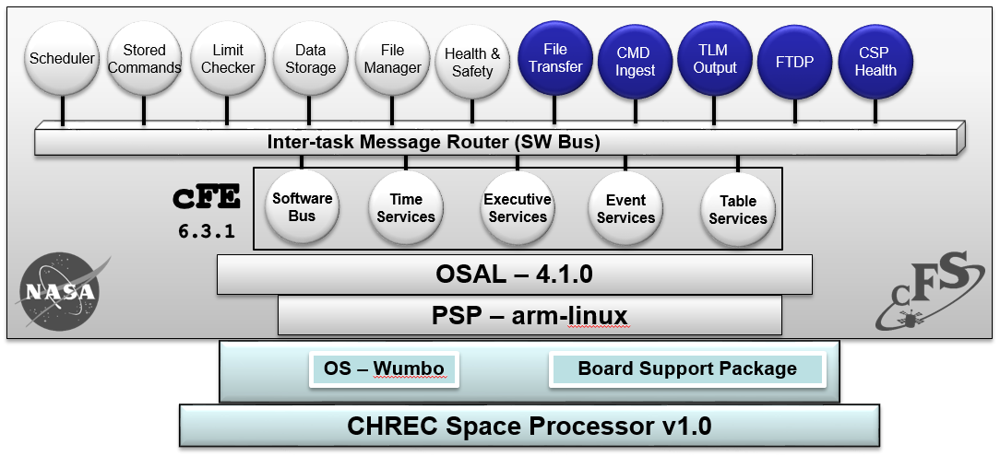 Scheduler
Stored
Commands
Limit
Checker
Data
Storage
File
Manager
Health &
Safety
File
Transfer
CMD
Ingest
TLM
Output
FTDP
CSP
Health
Inter-task Message Router (SW Bus)
cFE
6.3.1
Software
Bus
Time
Services
Executive
Services
Event
Services
Table
Services
NASA
OSAL – 4.1.0
cFS
PSP – arm-linux
OS – Wumbo
Board Support Package
CHREC Space Processor v1.0